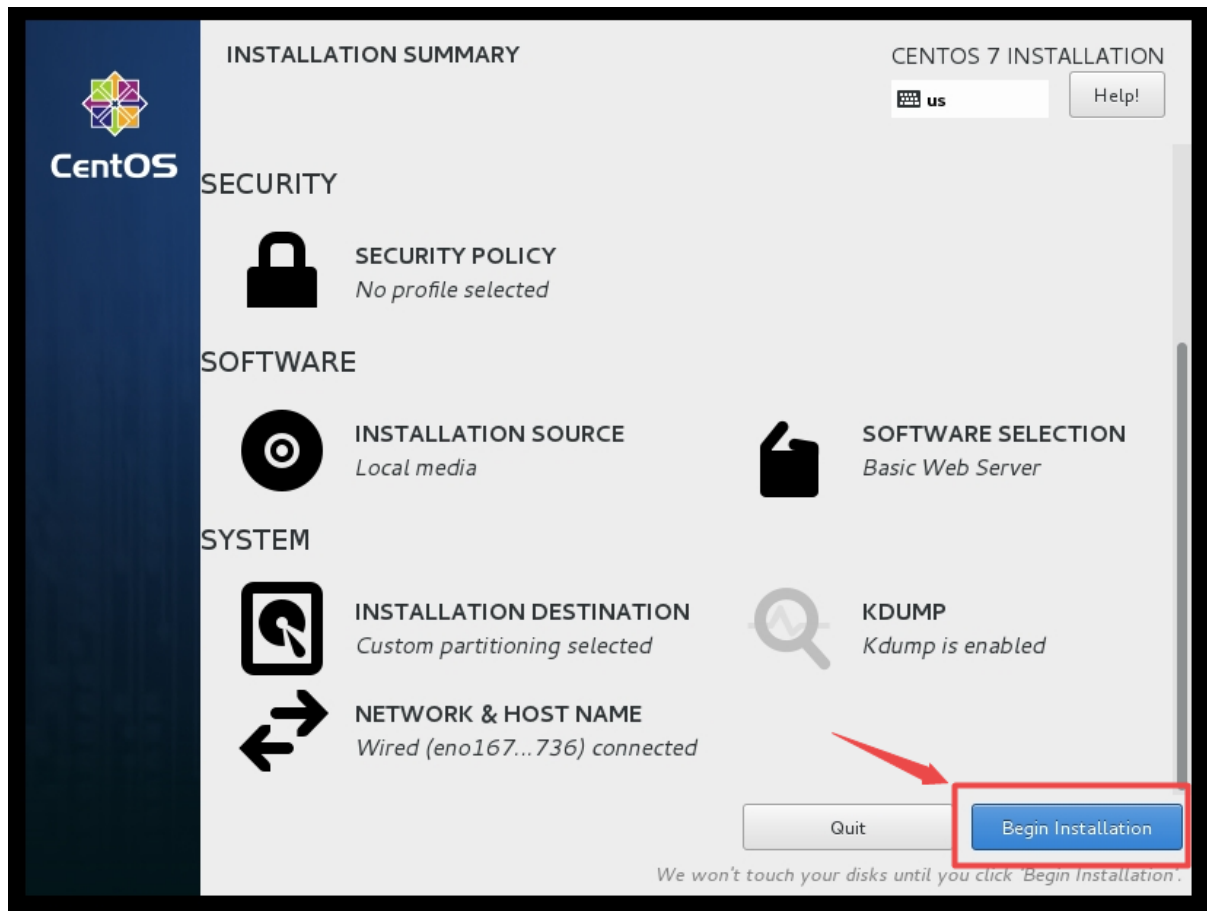 INSTALLATION SUMMARY
CENTOS 7 INSTALLATION
us
Help!
CentOS
SECURITY
SECURITY POLICY
No profile selected
SOFTWARE
INSTALLATION SOURCE
Local media
SOFTWARE SELECTION
Basic Web Server
SYSTEM
INSTALLATION DESTINATION
Custom partitioning selected
KDUMP
Kdump is enabled
NETWORK & HOST NAME
Wired (eno167...736) connected
Quit
Begin Installation
We won't touch your disks until you click 'Begin Installation'.